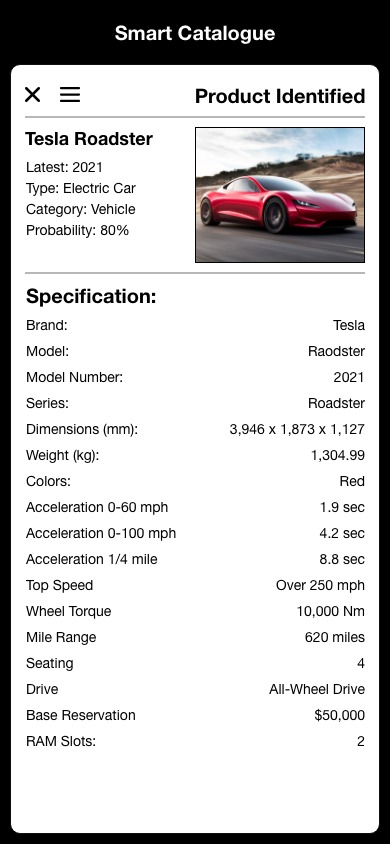 Smart Catalogue
Product Identified
Tesla Roadster
Latest: 2021
Type: Electric Car
Category: Vehicle
Probability: 80%
Specification:
Brand: Tesla
Model: Raodster
Model Number: 2021
Series: Roadster
Dimensions (mm): 3,946 x 1,873 x 1,127
Weight (kg): 1,304.99
Colors: Red
Acceleration 0-60 mph 1.9 sec
Acceleration 0-100 mph 4.2 sec
Acceleration 1/4 mile 8.8 sec
Top Speed Over 250 mph
Wheel Torque 10,000 Nm
Mile Range 620 miles
Seating 4
Drive All-Wheel Drive
Base Reservation $50,000
RAM Slots: 2